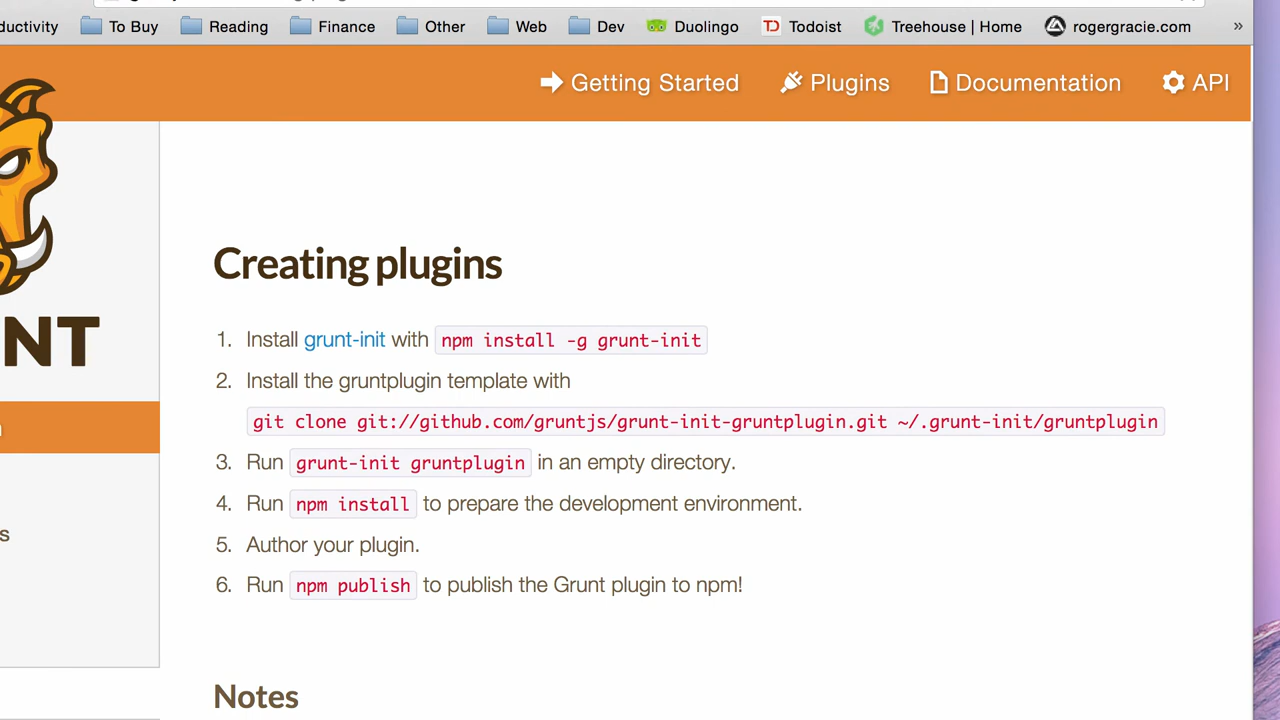 ductivity To Buy Reading Finance Other Web Dev Duolingo Todoist Treehouse | Home rogergracie.com »
Getting Started Plugins Documentation API
NT
Creating plugins
1. Install grunt-init with npm install -g grunt-init
2. Install the gruntplugin template with
git clone git://github.com/gruntjs/grunt-init-gruntplugin.git ~/.grunt-init/gruntplugin
3. Run grunt-init gruntplugin in an empty directory.
4. Run npm install to prepare the development environment.
5. Author your plugin.
s
6. Run npm publish to publish the Grunt plugin to npm!
Notes